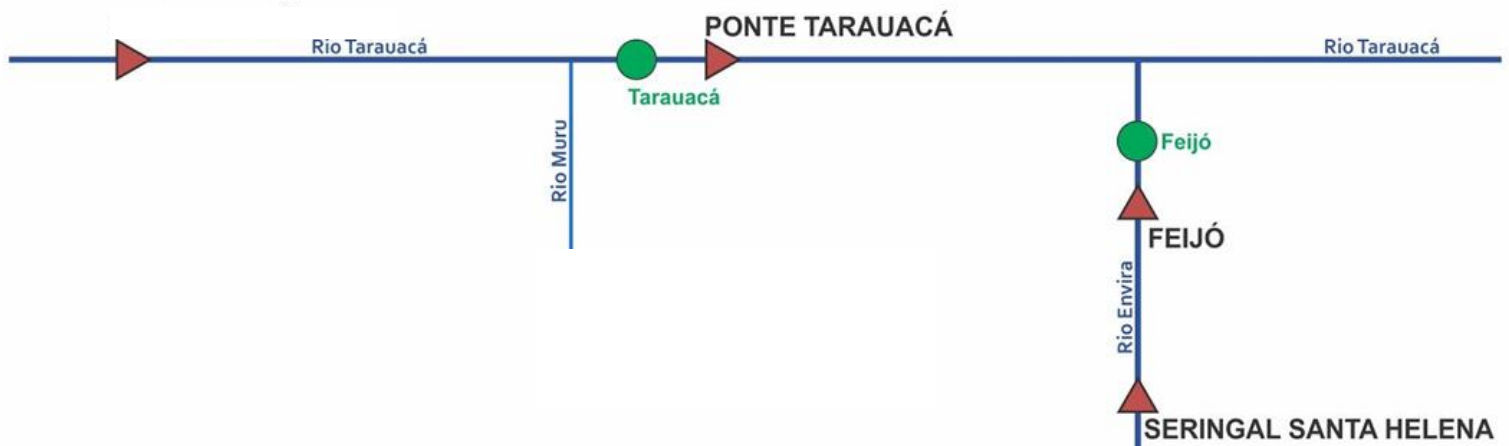 PONTE TARAUACÁ
Rio Tarauacá
Rio Tarauacá
Tarauacá
Rio Muru
Feijó
FEIJÓ
Rio Envira
SERINGAL SANTA HELENA